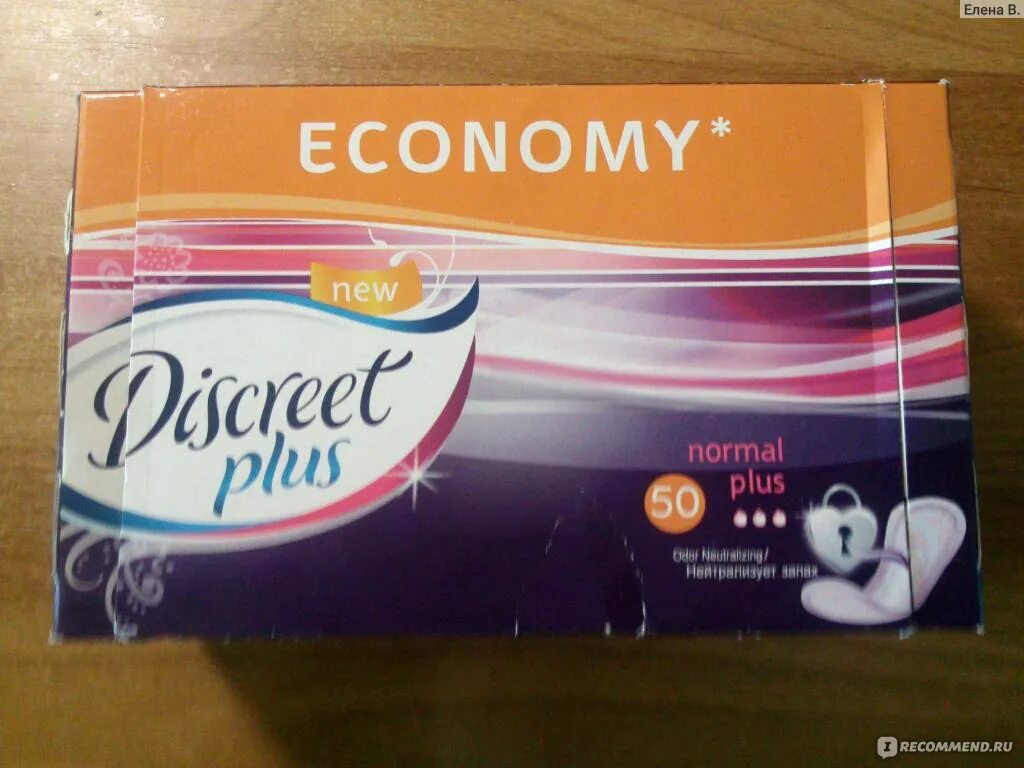 Елена В.
ECONOMY*
new
Discreet
plus
normal
plus
50
Odor Neutralizing/
Нейтрализует запах
RECOMMEND.RU